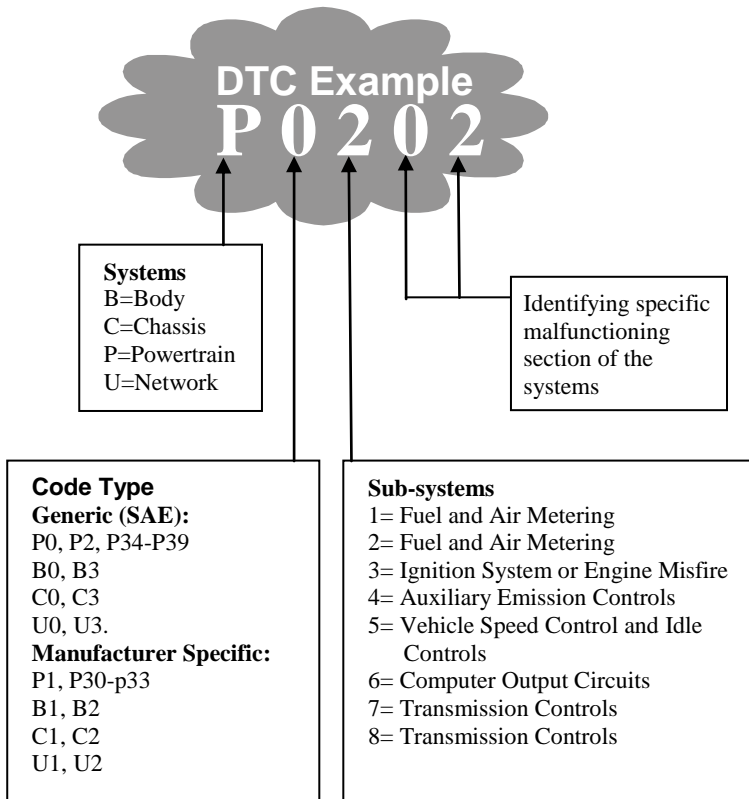 DTC Example
P 0 2 0 2
Systems
B=Body
C=Chassis
P=Powertrain
U=Network
Identifying specific
malfunctioning
section of the
systems
Code Type
Generic (SAE):
P0, P2, P34-P39
B0, B3
C0, C3
U0, U3.
Manufacturer Specific:
P1, P30-p33
B1, B2
C1, C2
U1, U2
Sub-systems
1= Fuel and Air Metering
2= Fuel and Air Metering
3= Ignition System or Engine Misfire
4= Auxiliary Emission Controls
5= Vehicle Speed Control and Idle
Controls
6= Computer Output Circuits
7= Transmission Controls
8= Transmission Controls